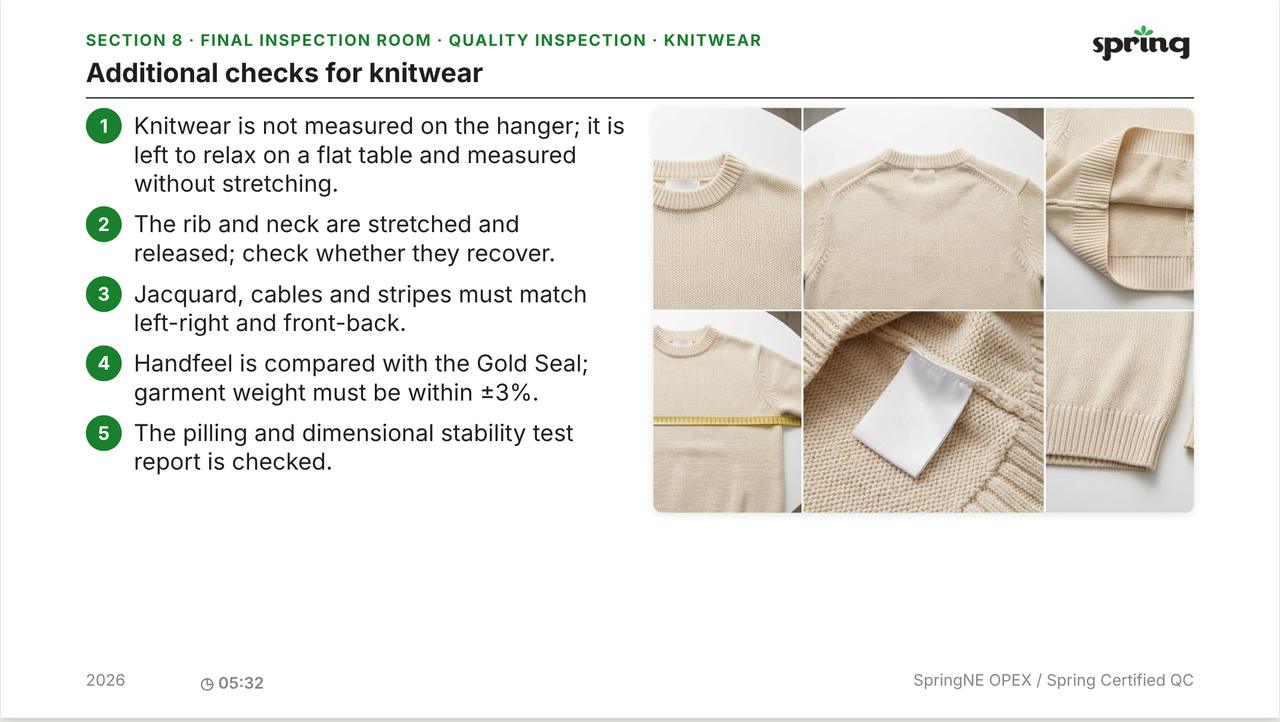 SECTION 8 · FINAL INSPECTION ROOM · QUALITY INSPECTION · KNITWEAR
spring
Additional checks for knitwear
1 Knitwear is not measured on the hanger; it is
left to relax on a flat table and measured
without stretching.
2 The rib and neck are stretched and
released; check whether they recover.
3 Jacquard, cables and stripes must match
left-right and front-back.
4 Handfeel is compared with the Gold Seal;
garment weight must be within ±3%.
5 The pilling and dimensional stability test
report is checked.
2026
05:32
SpringNE OPEX / Spring Certified QC